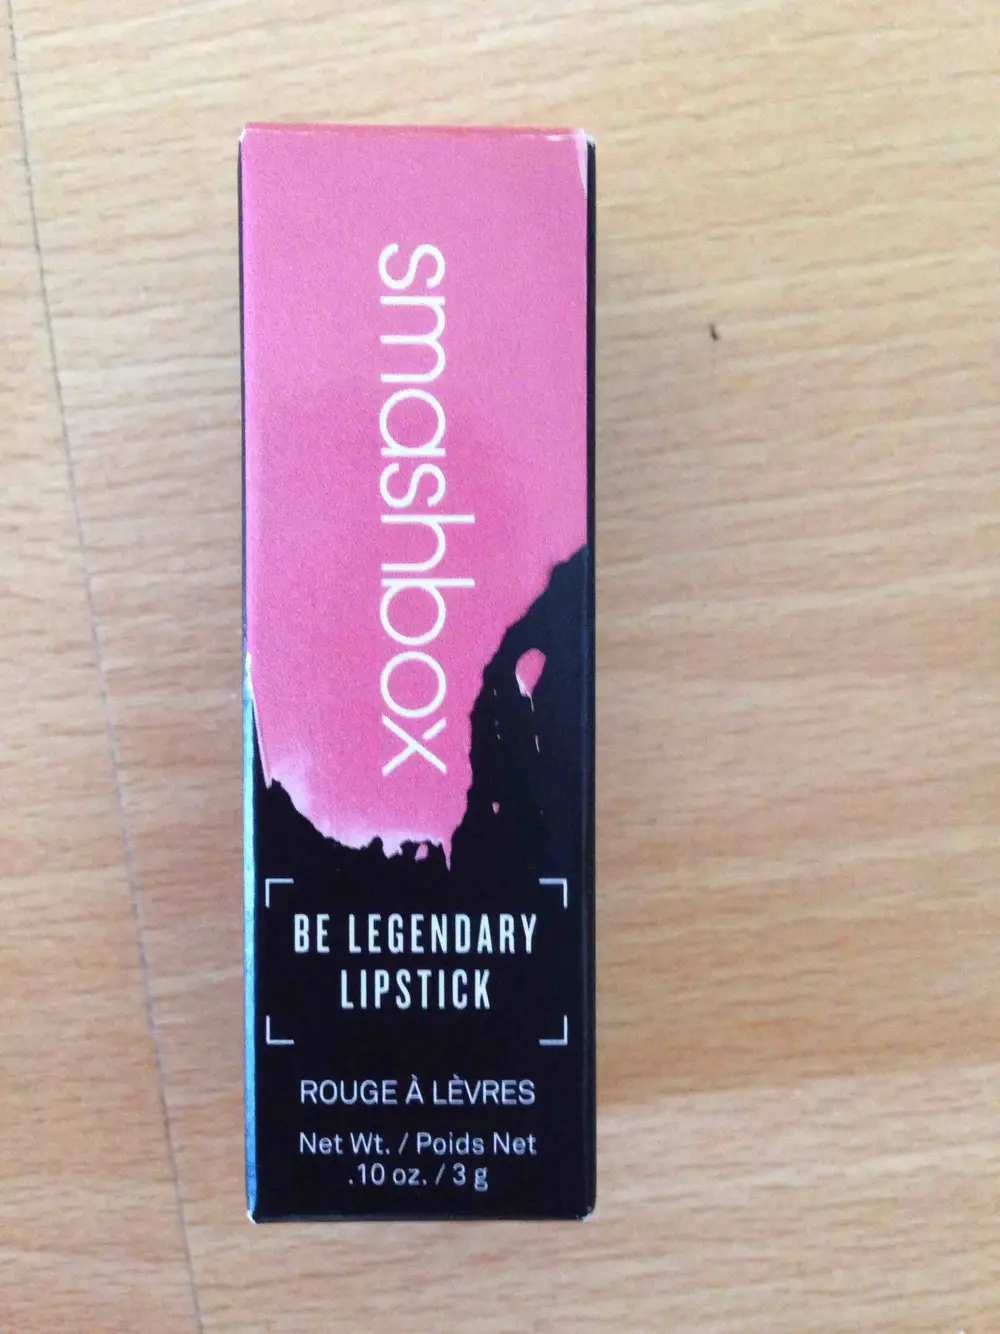 smashbox
BE LEGENDARY
LIPSTICK
ROUGE À LÈVRES
Net Wt. / Poids Net
.10 oz. / 3 g